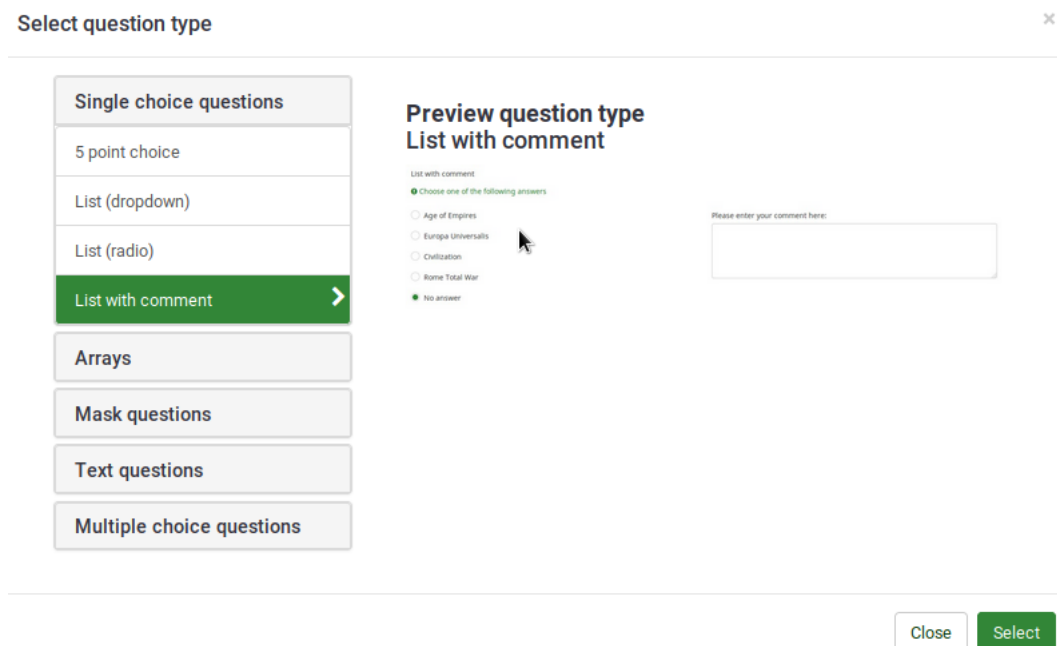 Select question type
×
Single choice questions
5 point choice
List (dropdown)
List (radio)
List with comment
Arrays
Mask questions
Text questions
Multiple choice questions
Preview question type
List with comment
List with comment
Choose one of the following answers
Age of Empires
Europa Universalis
Civilization
Rome Total War
No answer
Please enter your comment here:
Close
Select